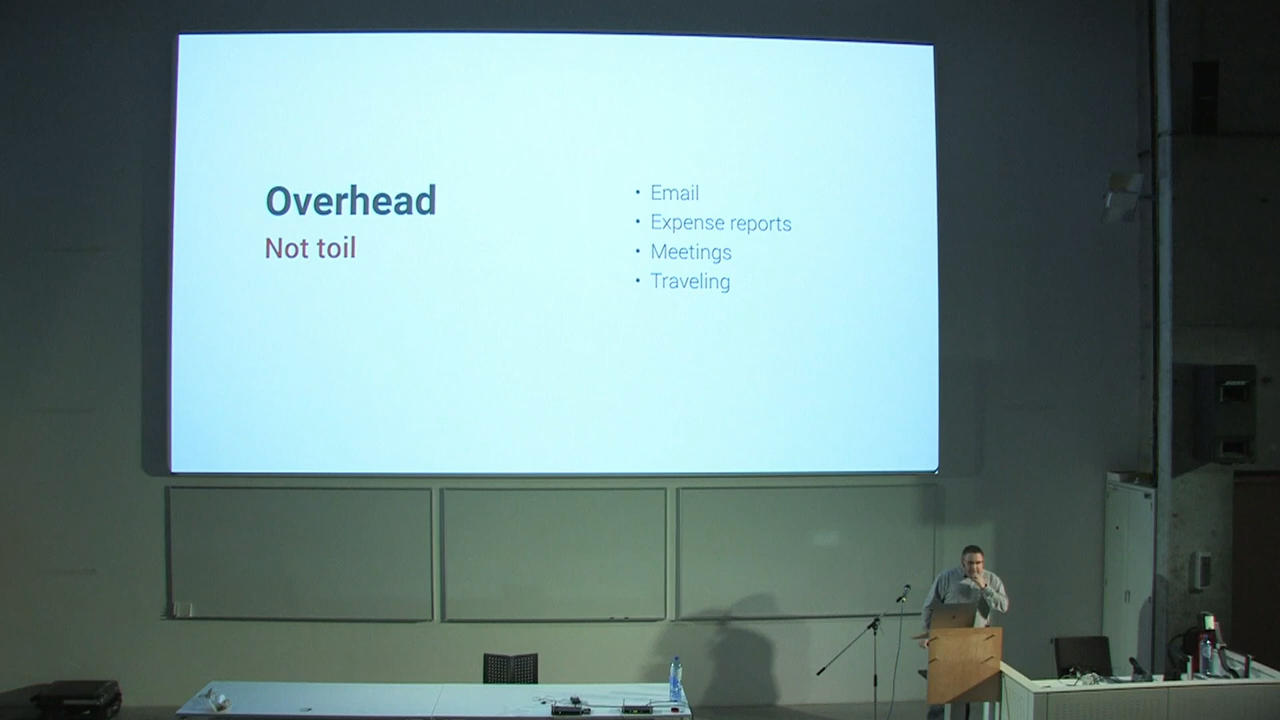 Overhead
Not toil
• Email
• Expense reports
• Meetings
• Traveling